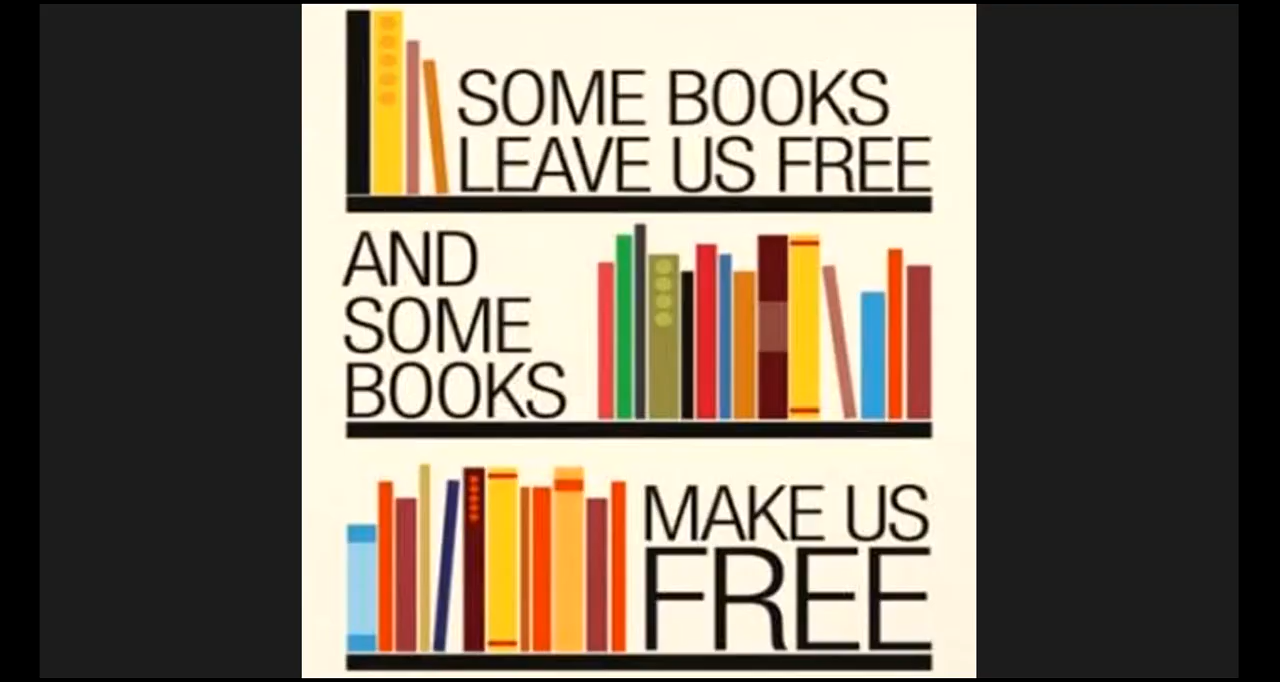 SOME BOOKS
LEAVE US FREE
AND
SOME
BOOKS
MAKE US
FREE